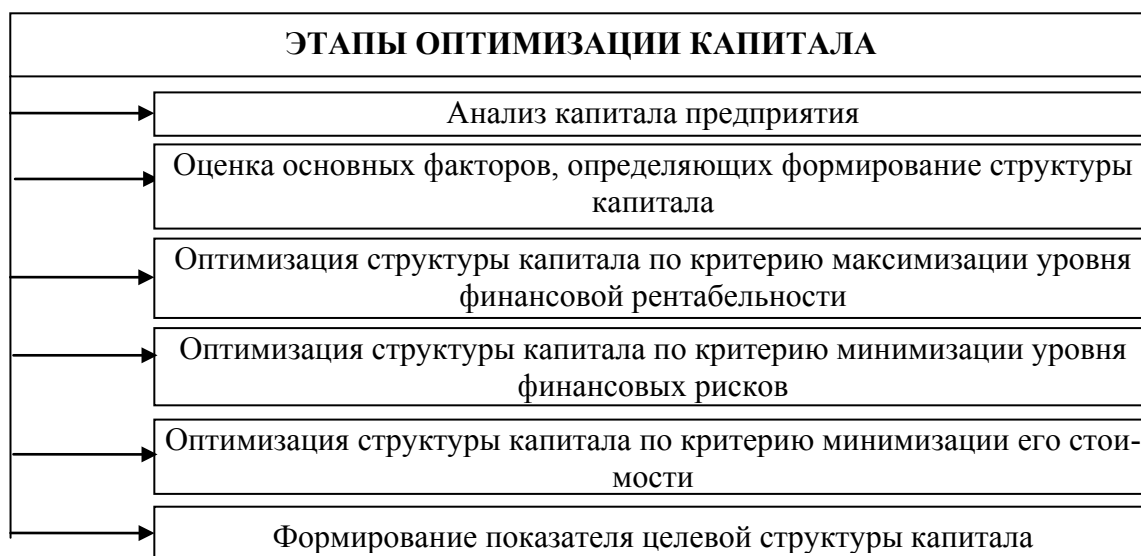 ЭТАПЫ ОПТИМИЗАЦИИ КАПИТАЛА
Анализ капитала предприятия
Оценка основных факторов, определяющих формирование структуры
капитала
Оптимизация структуры капитала по критерию максимизации уровня
финансовой рентабельности
Оптимизация структуры капитала по критерию минимизации уровня
финансовых рисков
Оптимизация структуры капитала по критерию минимизации его стои-
мости
Формирование показателя целевой структуры капитала